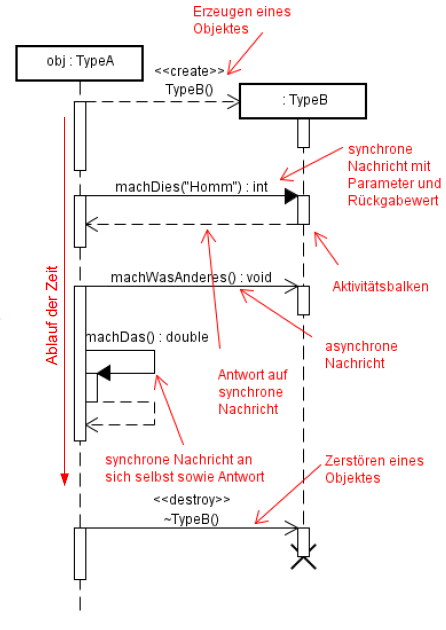 Erzeugen eines
Objektes
obj : TypeA
<<create>>
TypeB()
: TypeB
synchrone
Nachricht mit
Parameter und
Rückgabewert
machDies("Homm") : int
Aktivitätsbalken
machWasAnderes() : void
Ablauf der Zeit
asynchrone
Nachricht
machDas() : double
Antwort auf
synchrone
Nachricht
synchrone Nachricht an
sich selbst sowie Antwort
Zerstören eines
Objektes
<<destroy>>
~TypeB()